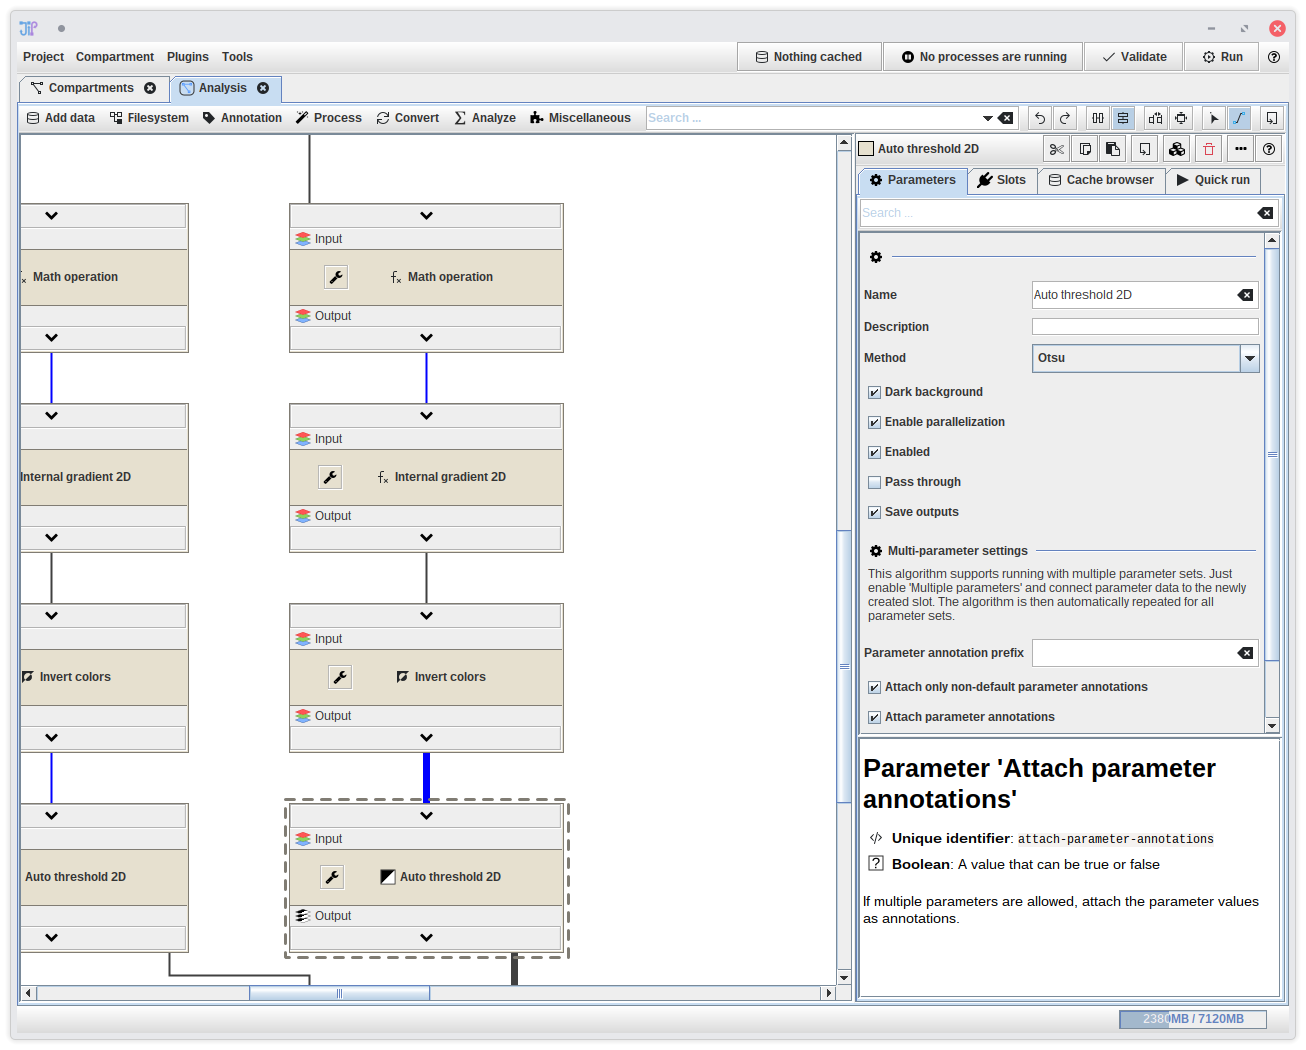 JIP
Project Compartment Plugins Tools Nothing cached No processes are running Validate Run
Compartments Analysis
Add data Filesystem Annotation Process Convert Analyze Miscellaneous Search ...
Auto threshold 2D
Parameters Slots Cache browser Quick run
Search ...
Name Auto threshold 2D
Description
Method Otsu
Dark background
Enable parallelization
Enabled
Pass through
Save outputs
Multi-parameter settings
This algorithm supports running with multiple parameter sets. Just
enable 'Multiple parameters' and connect parameter data to the newly
created slot. The algorithm is then automatically repeated for all
parameter sets.
Parameter annotation prefix
Attach only non-default parameter annotations
Attach parameter annotations
Parameter 'Attach parameter
annotations'
Unique identifier: attach-parameter-annotations
Boolean: A value that can be true or false
If multiple parameters are allowed, attach the parameter values
as annotations.
Input
Math operation Math operation
Output
Input
Internal gradient 2D Internal gradient 2D
Output
Input
Invert colors Invert colors
Output
Input
Auto threshold 2D Auto threshold 2D
Output
2380MB / 7120MB